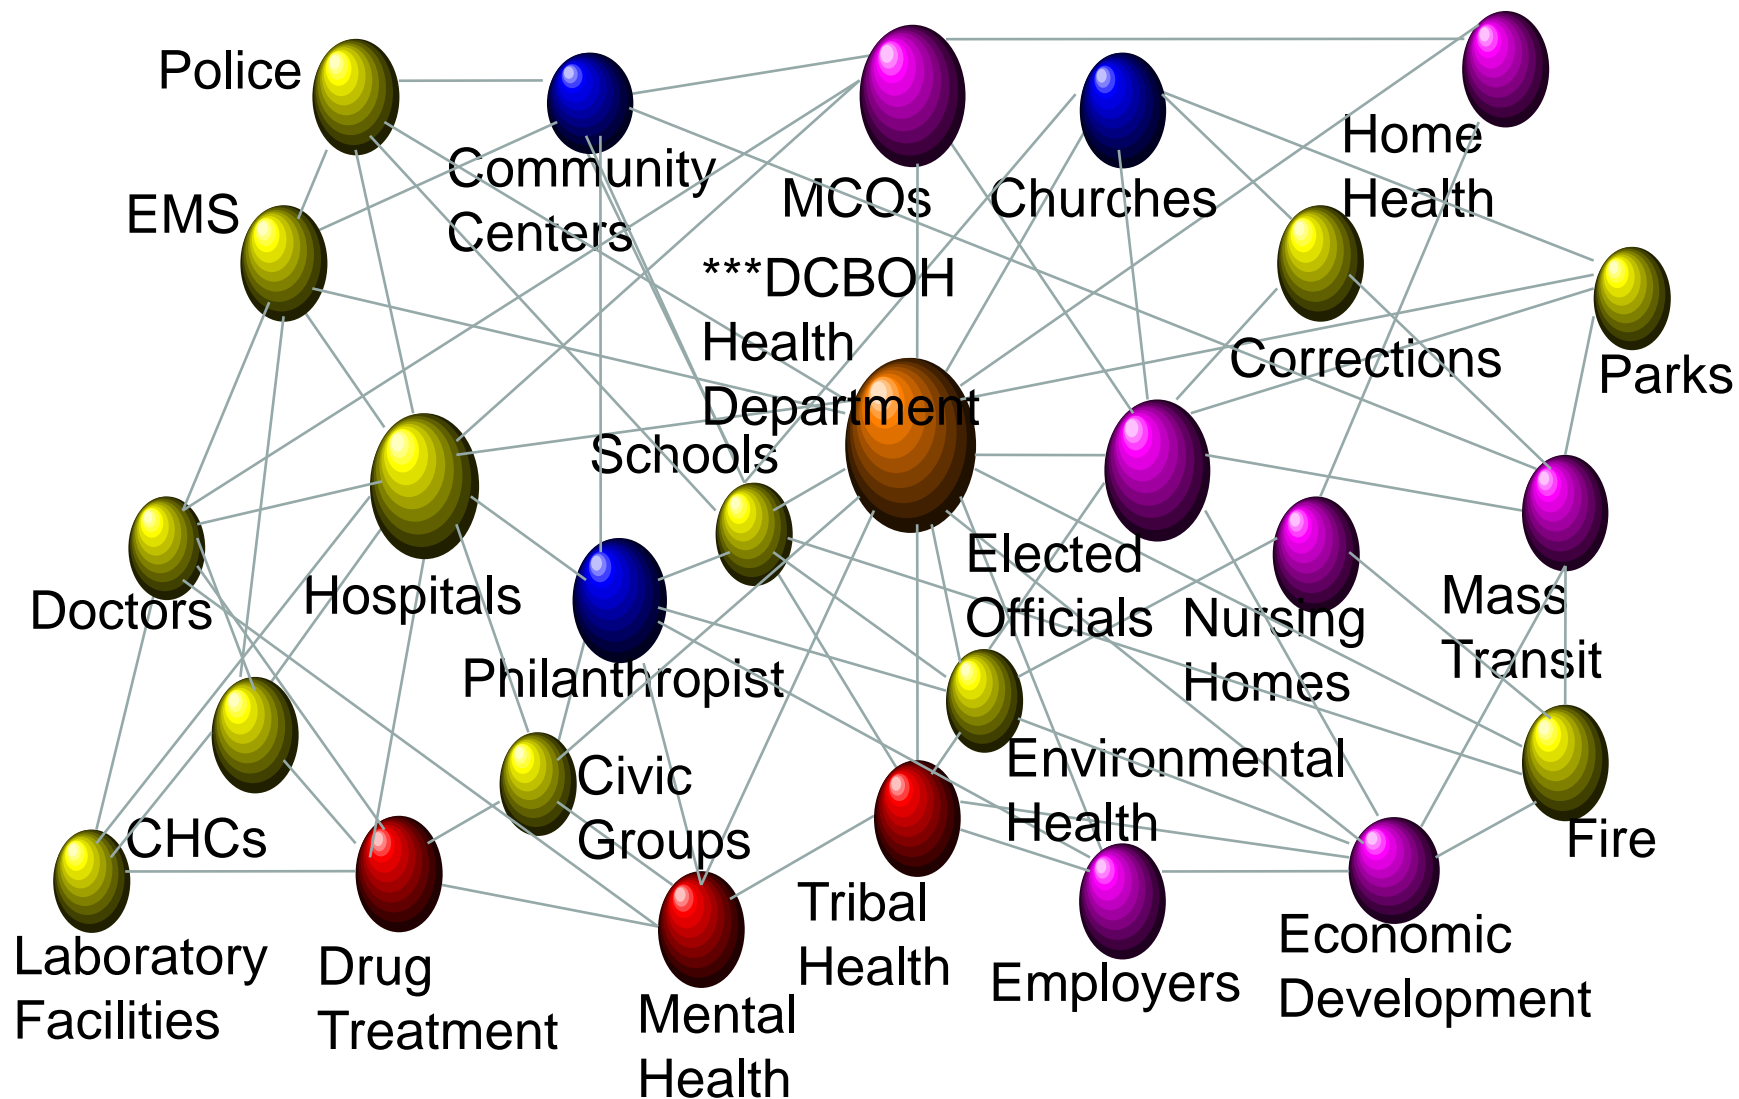 Police
Community
Centers
MCOs
Churches
Home
Health
EMS
***DCBOH
Health
Department
Corrections
Parks
Schools
Doctors
Hospitals
Philanthropist
Elected
Officials
Nursing
Homes
Mass
Transit
CHCs
Civic
Groups
Environmental
Health
Fire
Laboratory
Facilities
Drug
Treatment
Mental
Health
Tribal
Health
Employers
Economic
Development